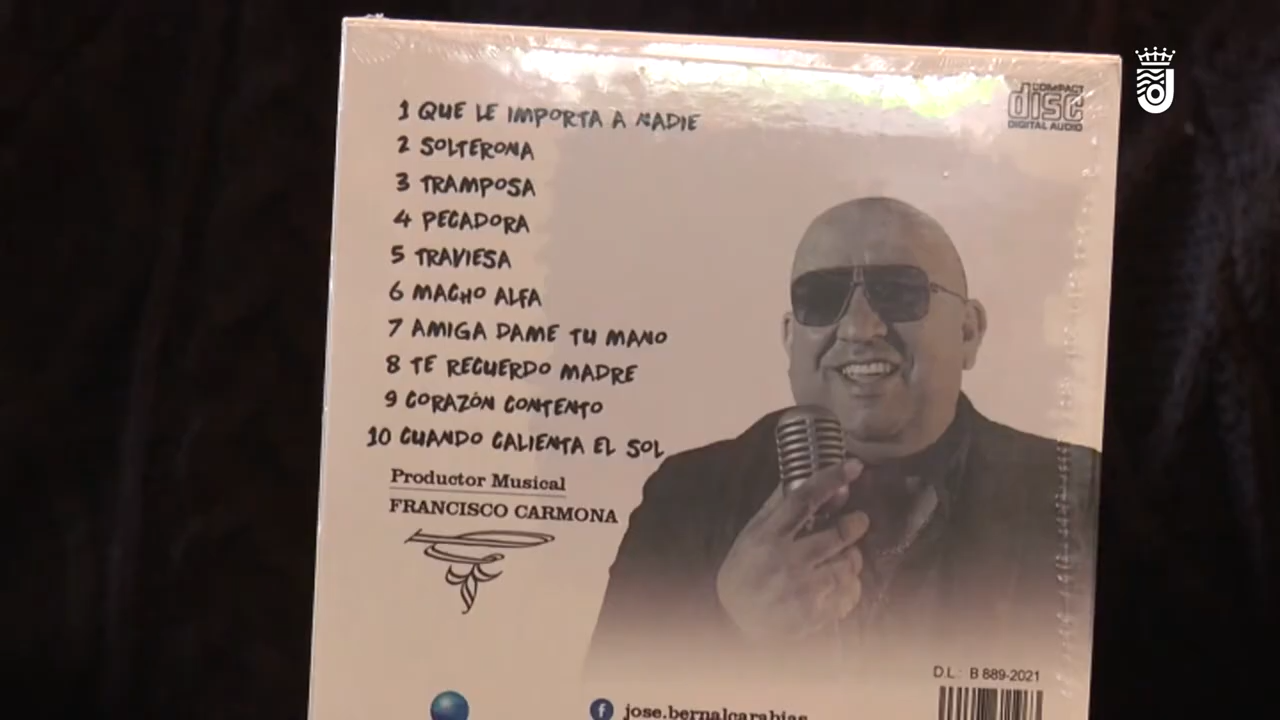 COMPACT
disc
DIGITAL AUDIO
1 QUE LE IMPORTA A NADIE
2 SOLTERONA
3 TRAMPOSA
4 PECADORA
5 TRAVIESA
6 MACHO ALFA
7 AMIGA DAME TU MANO
8 TE RECUERDO MADRE
9 CORAZÓN CONTENTO
10 CUANDO CALIENTA EL SOL
Productor Musical
FRANCISCO CARMONA
D.L.: B 889-2021
f jose.bernalcarabias